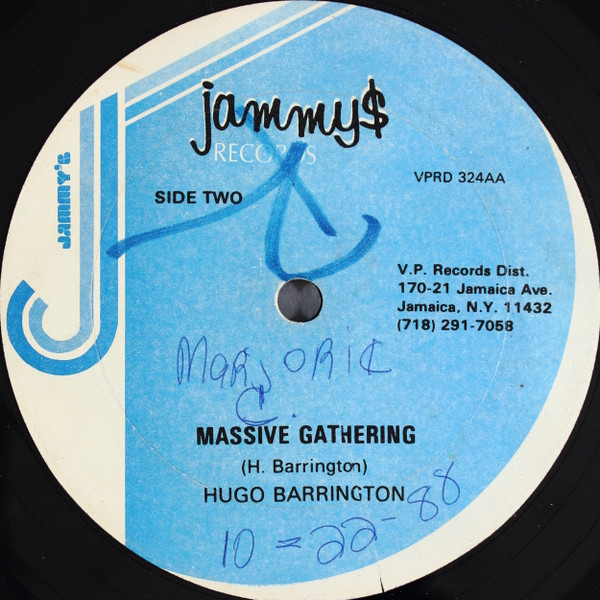 jammy$
RECORDS
JAMMY'S
SIDE TWO
VPRD 324AA
V.P. Records Dist.
170-21 Jamaica Ave.
Jamaica, N.Y. 11432
(718) 291-7058
MARJORIE
C.
MASSIVE GATHERING
(H. Barrington)
HUGO BARRINGTON
10 = 22-88